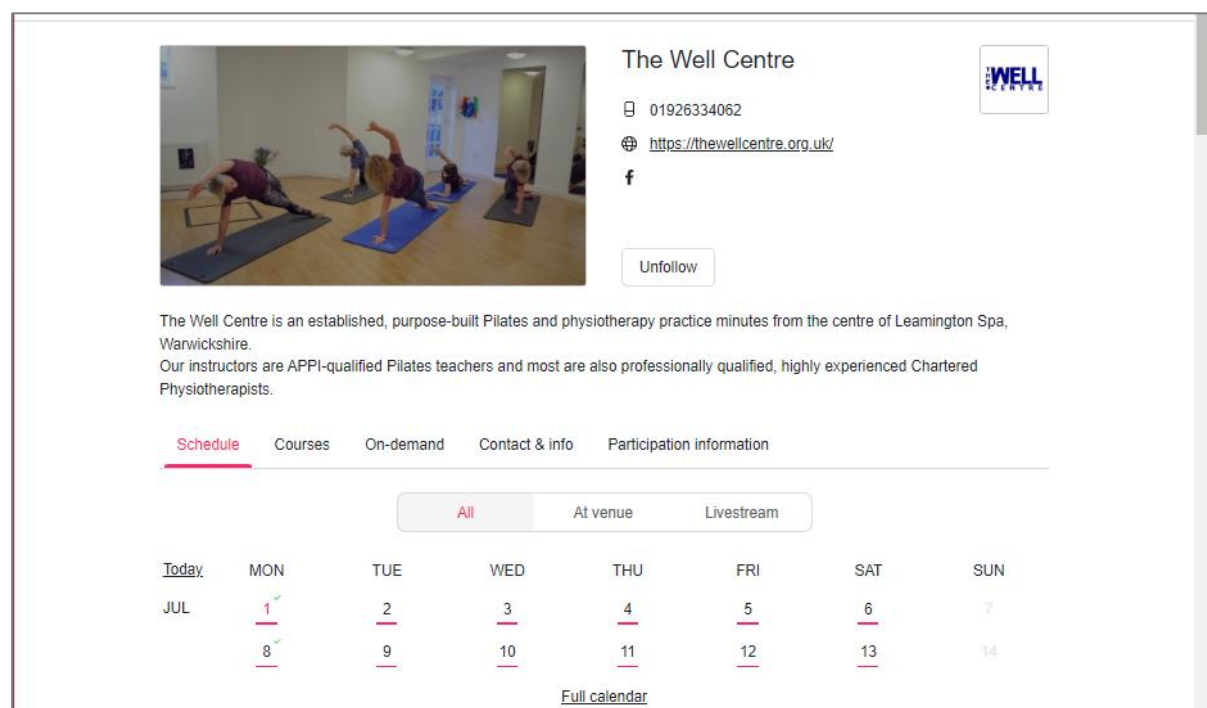 The Well Centre
THE WELL
CENTRE
01926334062
https://thewellcentre.org.uk/
f
Unfollow
The Well Centre is an established, purpose-built Pilates and physiotherapy practice minutes from the centre of Leamington Spa,
Warwickshire.
Our instructors are APPI-qualified Pilates teachers and most are also professionally qualified, highly experienced Chartered
Physiotherapists.
Schedule Courses On-demand Contact & info Participation information
All At venue Livestream
Today MON TUE WED THU FRI SAT SUN
JUL 1 2 3 4 5 6 7
8 9 10 11 12 13 14
Full calendar